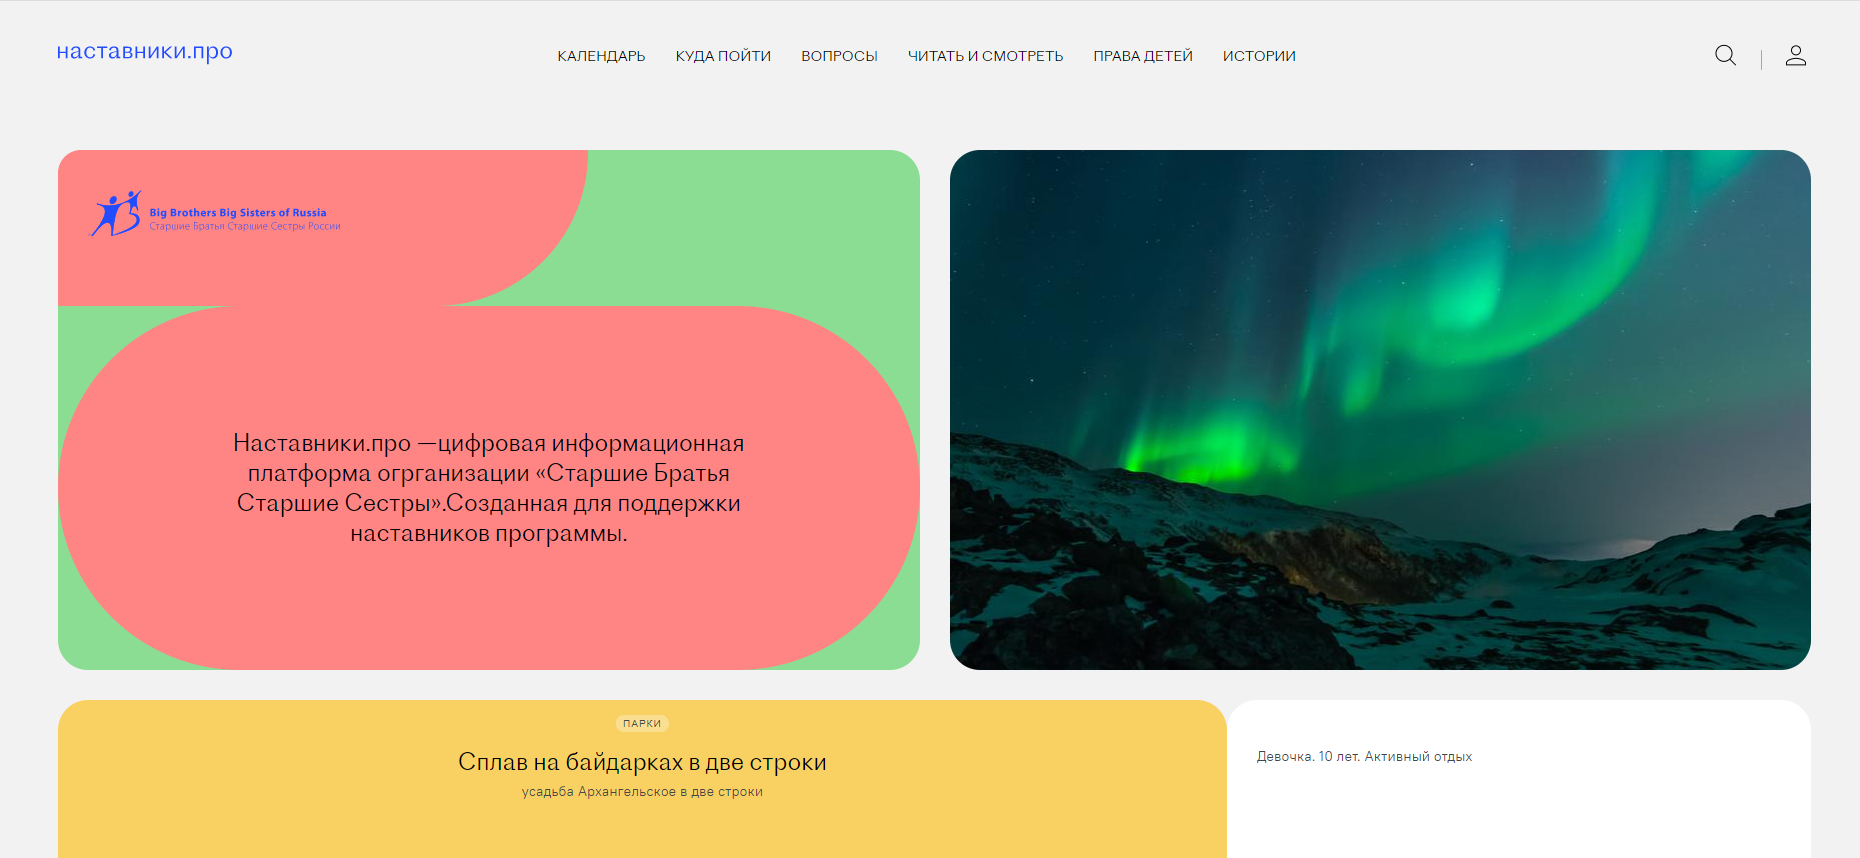 наставники.про
КАЛЕНДАРЬ КУДА ПОЙТИ ВОПРОСЫ ЧИТАТЬ И СМОТРЕТЬ ПРАВА ДЕТЕЙ ИСТОРИИ
Big Brothers Big Sisters of Russia
Старшие Братья Старшие Сестры России
Наставники.про —цифровая информационная
платформа огрганизации «Старшие Братья
Старшие Сестры».Созданная для поддержки
наставников программы.
ПАРКИ
Сплав на байдарках в две строки
усадьба Архангельское в две строки
Девочка. 10 лет. Активный отдых